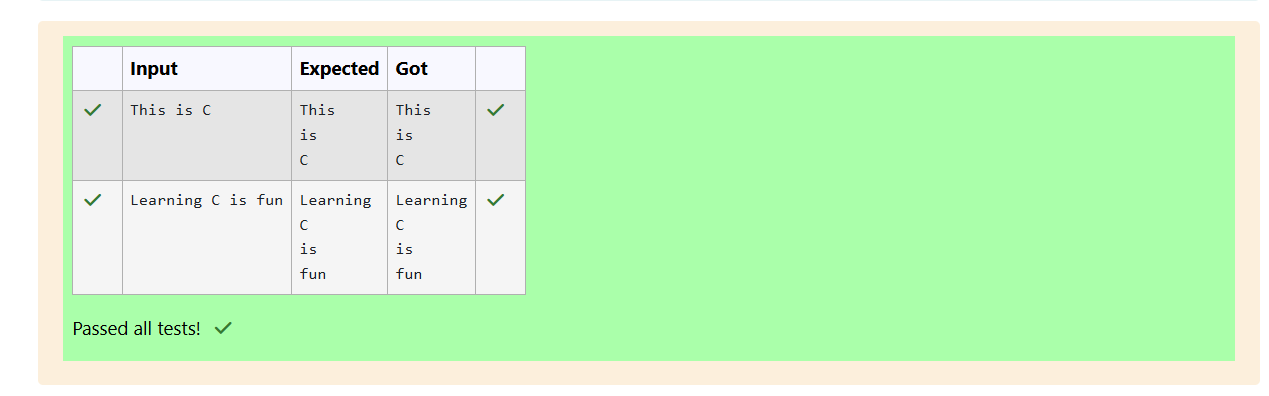 Input Expected Got
This is C This This
is is
C C
Learning C is fun Learning Learning
C C
is is
fun fun
Passed all tests!